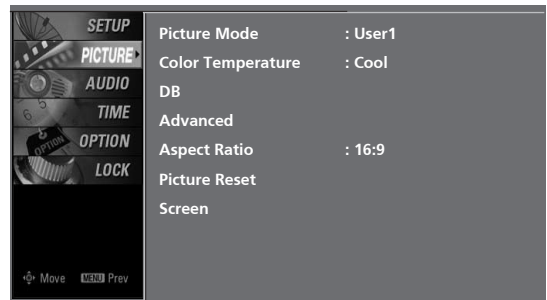 SETUP
PICTURE
AUDIO
TIME
OPTION
LOCK
Move MENU Prev
Picture Mode : User1
Color Temperature : Cool
DB
Advanced
Aspect Ratio : 16:9
Picture Reset
Screen